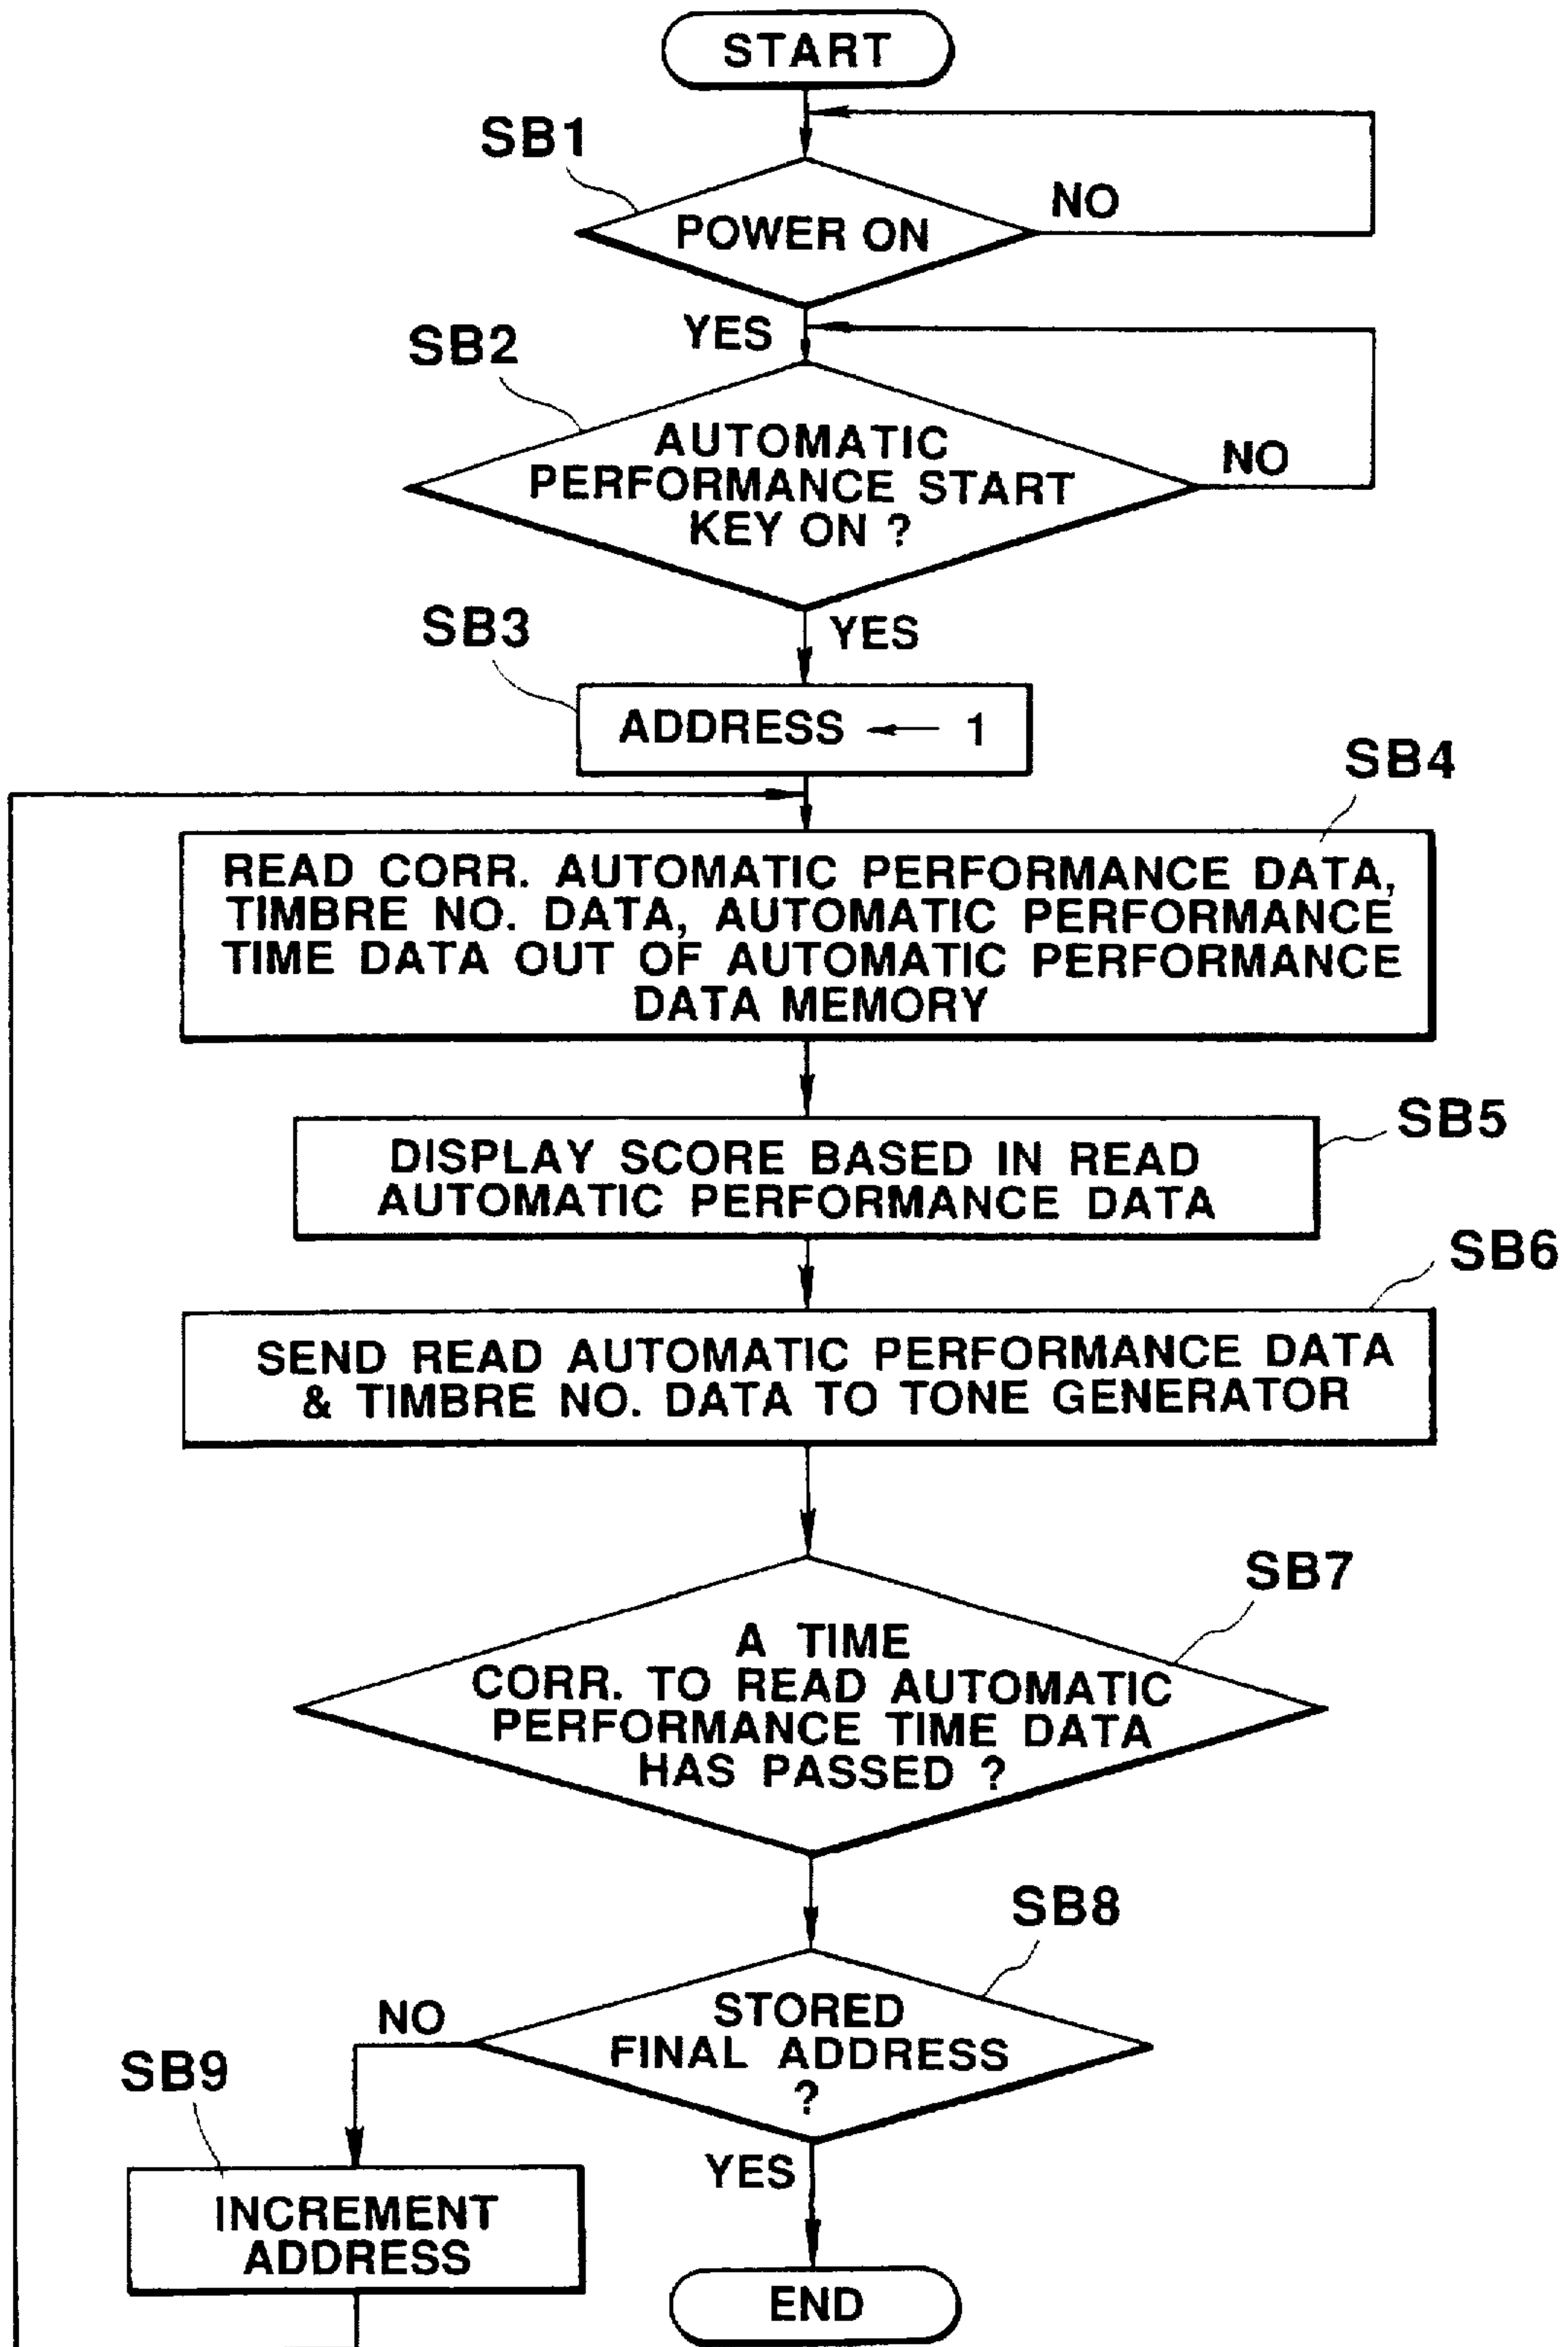 START
SB1
POWER ON
NO
YES
SB2
AUTOMATIC
PERFORMANCE START
KEY ON ?
NO
YES
SB3
ADDRESS ← 1
SB4
READ CORR. AUTOMATIC PERFORMANCE DATA,
TIMBRE NO. DATA, AUTOMATIC PERFORMANCE
TIME DATA OUT OF AUTOMATIC PERFORMANCE
DATA MEMORY
SB5
DISPLAY SCORE BASED IN READ
AUTOMATIC PERFORMANCE DATA
SB6
SEND READ AUTOMATIC PERFORMANCE DATA
& TIMBRE NO. DATA TO TONE GENERATOR
SB7
A TIME
CORR. TO READ AUTOMATIC
PERFORMANCE TIME DATA
HAS PASSED ?
SB8
STORED
FINAL ADDRESS
?
NO
SB9
YES
INCREMENT
ADDRESS
END